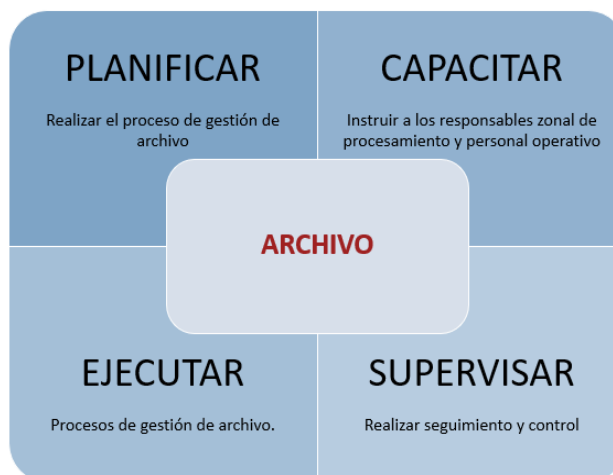 PLANIFICAR
Realizar el proceso de gestión de
archivo
CAPACITAR
Instruir a los responsables zonal de
procesamiento y personal operativo
ARCHIVO
EJECUTAR
Procesos de gestión de archivo.
SUPERVISAR
Realizar seguimiento y control